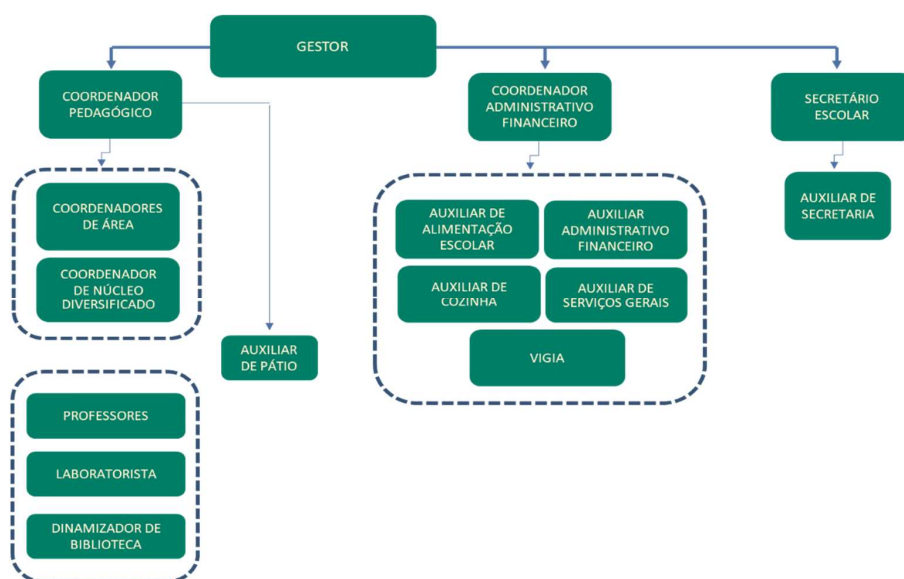 GESTOR
COORDENADOR
PEDAGÓGICO
COORDENADOR
ADMINISTRATIVO
FINANCEIRO
SECRETÁRIO
ESCOLAR
COORDENADORES
DE ÁREA
COORDENADOR
DE NÚCLEO
DIVERSIFICADO
AUXILIAR
DE PÁTIO
AUXILIAR DE
ALIMENTAÇÃO
ESCOLAR
AUXILIAR
ADMINISTRATIVO
FINANCEIRO
AUXILIAR DE
COZINHA
AUXILIAR DE
SERVIÇOS GERAIS
VIGIA
AUXILIAR DE
SECRETARIA
PROFESSORES
LABORATORISTA
DINAMIZADOR DE
BIBLIOTECA